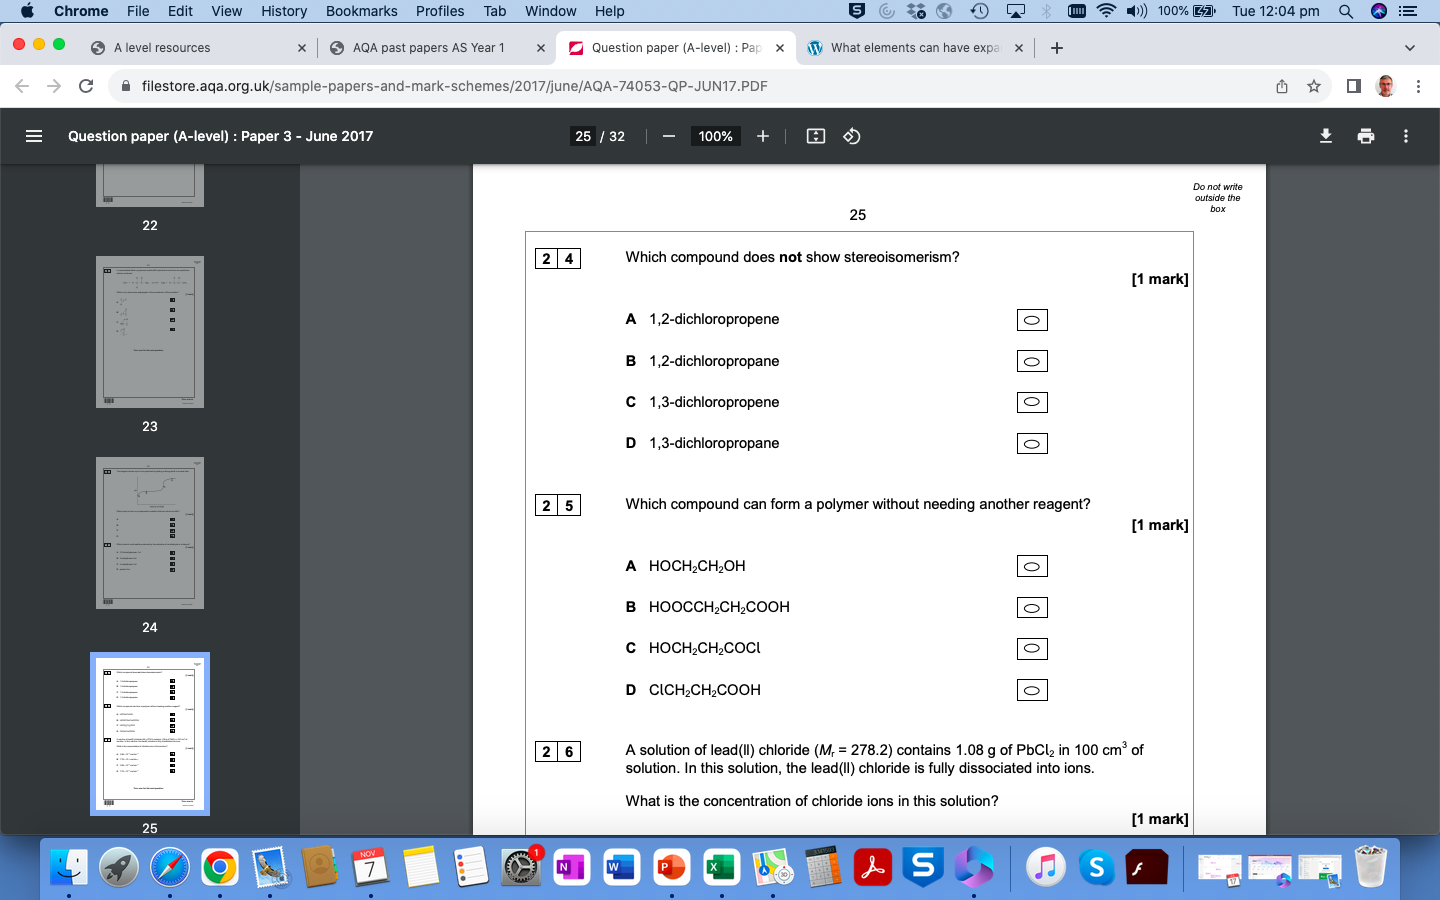 Chrome File Edit View History Bookmarks Profiles Tab Window Help 100% Tue 12:04 pm
A level resources
AQA past papers AS Year 1
Question paper (A-level) : Pap
What elements can have expa
filestore.aqa.org.uk/sample-papers-and-mark-schemes/2017/june/AQA-74053-QP-JUN17.PDF
Question paper (A-level) : Paper 3 - June 2017
25 / 32
100%
22
23
24
25
Do not write
outside the
box
25
2 4 Which compound does not show stereoisomerism?
[1 mark]
A 1,2-dichloropropene
B 1,2-dichloropropane
C 1,3-dichloropropene
D 1,3-dichloropropane
2 5 Which compound can form a polymer without needing another reagent?
[1 mark]
A HOCH₂CH₂OH
B HOOCCH₂CH₂COOH
C HOCH₂CH₂COCl
D ClCH₂CH₂COOH
2 6 A solution of lead(II) chloride (Mᵣ = 278.2) contains 1.08 g of PbCl₂ in 100 cm³ of
solution. In this solution, the lead(II) chloride is fully dissociated into ions.
What is the concentration of chloride ions in this solution?
[1 mark]
NOV
7
1
N
W
P
X
3D
S
S
17